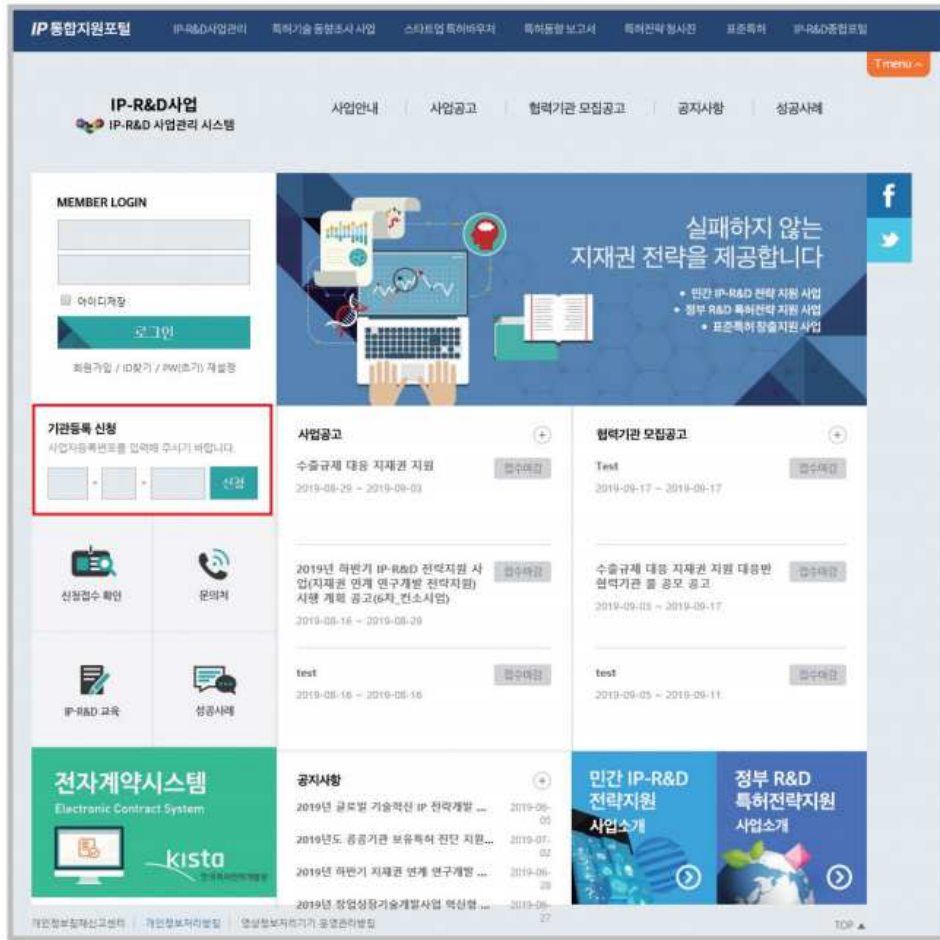 IP 통합지원포털
IP-R&D사업관리
특허기술 동향조사 사업
스타트업 특허바우처
특허동향 보고서
특허전략 청사진
표준특허
IP-R&D종합포털
Tmenu
IP-R&D사업
IP-R&D 사업관리 시스템
사업안내
사업공고
협력기관 모집공고
공지사항
성공사례
MEMBER LOGIN
아이디저장
로그인
회원가입 / ID찾기 / PW(초기) 재설정
실패하지 않는
지재권 전략을 제공합니다
• 민간 IP-R&D 전략 지원 사업
• 정부 R&D 특허전략 지원 사업
• 표준특허 창출지원 사업
f
기관등록 신청
사업자등록번호를 입력해 주시기 바랍니다.
- -
신청
사업공고
수출규제 대응 지재권 지원
접수마감
2019-08-29 ~ 2019-09-03
2019년 하반기 IP-R&D 전략지원 사
업(지재권 연계 연구개발 전략지원)
시행 계획 공고(6차_컨소시엄)
접수마감
2019-08-16 ~ 2019-08-29
test
접수마감
2019-08-16 ~ 2019-08-16
협력기관 모집공고
Test
접수마감
2019-09-17 ~ 2019-09-17
수출규제 대응 지재권 지원 대응반
협력기관 풀 공모 공고
접수마감
2019-09-03 ~ 2019-09-17
test
접수마감
2019-09-05 ~ 2019-09-11
신청접수 확인
문의처
IP-R&D 교육
성공사례
전자계약시스템
Electronic Contract System
kista
한국특허전략개발원
공지사항
2019년 글로벌 기술혁신 IP 전략개발 ...
2019-08-05
2019년도 공공기관 보유특허 진단 지원...
2019-07-02
2019년 하반기 지재권 연계 연구개발 ...
2019-06-28
2019년 창업성장기술개발사업 혁신형 ...
2019-06-27
민간 IP-R&D
전략지원
사업소개
정부 R&D
특허전략지원
사업소개
개인정보침해신고센터
개인정보처리방침
영상정보처리기기 운영관리방침
TOP ▲